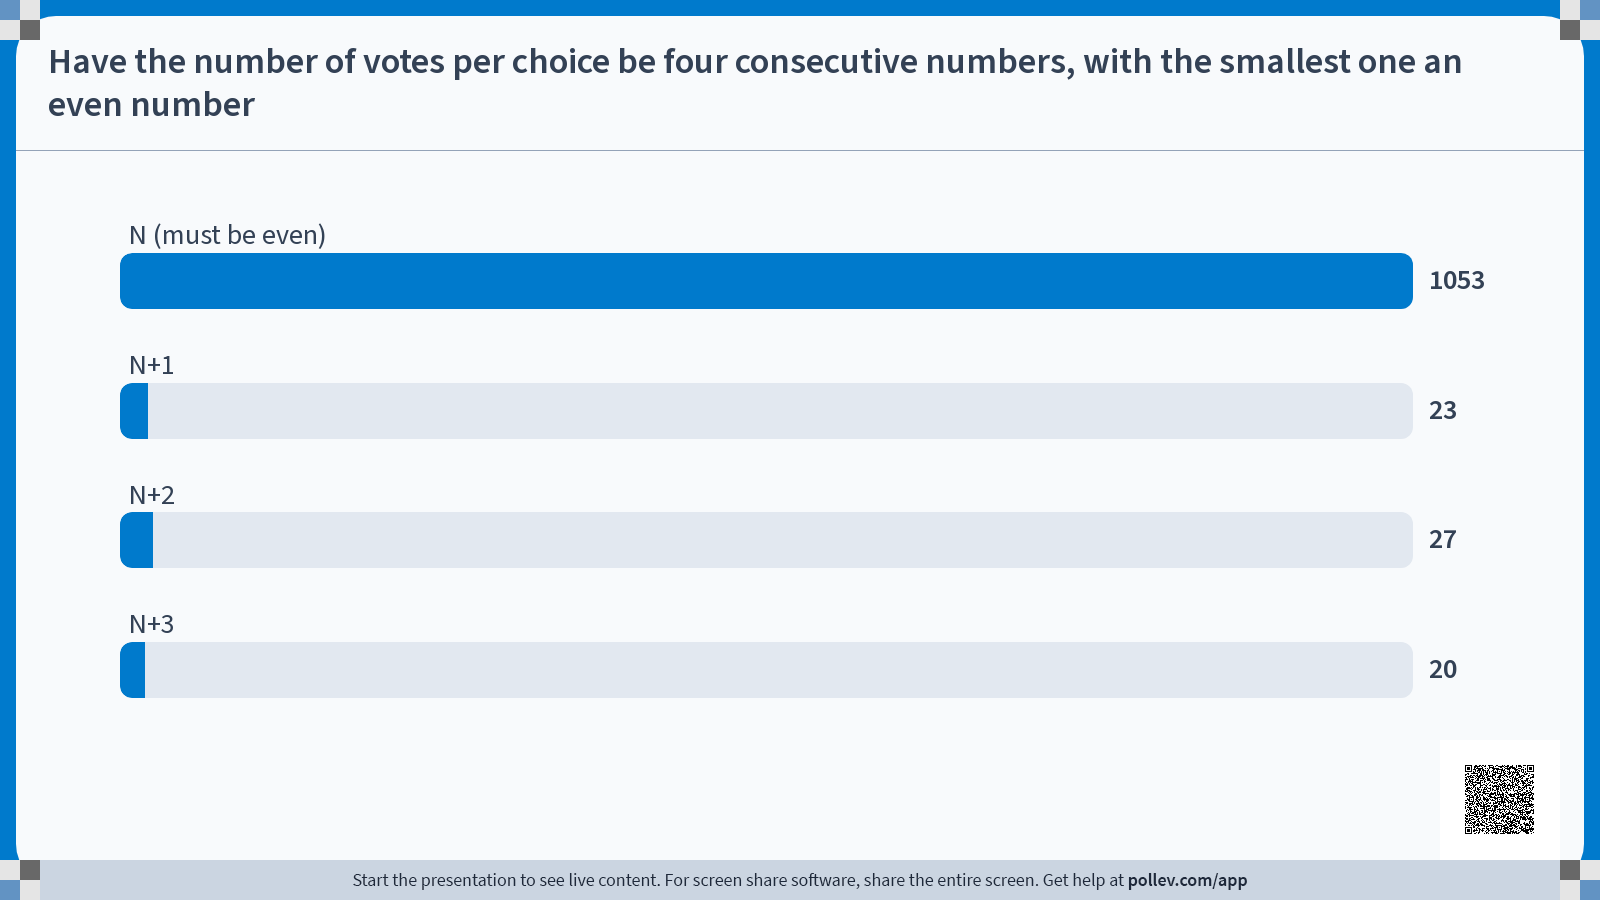 Have the number of votes per choice be four consecutive numbers, with the smallest one an
even number
N (must be even)
1053
N+1
23
N+2
27
N+3
20
Start the presentation to see live content. For screen share software, share the entire screen. Get help at pollev.com/app